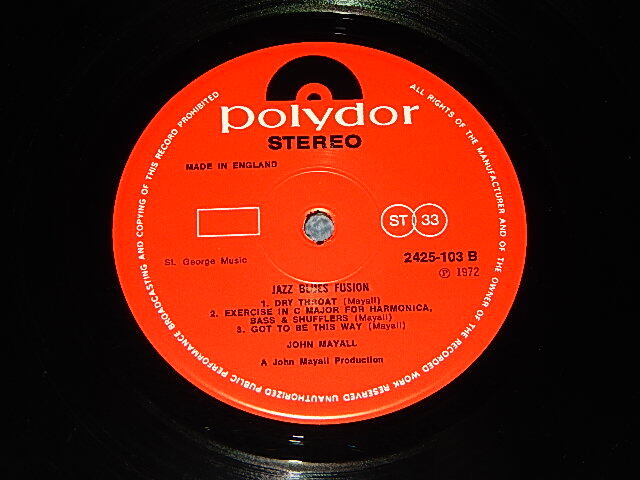 polydor
STEREO
MADE IN ENGLAND
ST 33
St. George Music
2425-103 B
℗ 1972
JAZZ BLUES FUSION
1. DRY THROAT (Mayall)
2. EXERCISE IN C MAJOR FOR HARMONICA,
BASS & SHUFFLERS (Mayall)
3. GOT TO BE THIS WAY (Mayall)
JOHN MAYALL
A John Mayall Production
ALL RIGHTS OF THE MANUFACTURER AND OF THE OWNER OF THE RECORDED WORK RESERVED UNAUTHORIZED PUBLIC PERFORMANCE BROADCASTING AND COPYING OF THIS RECORD PROHIBITED